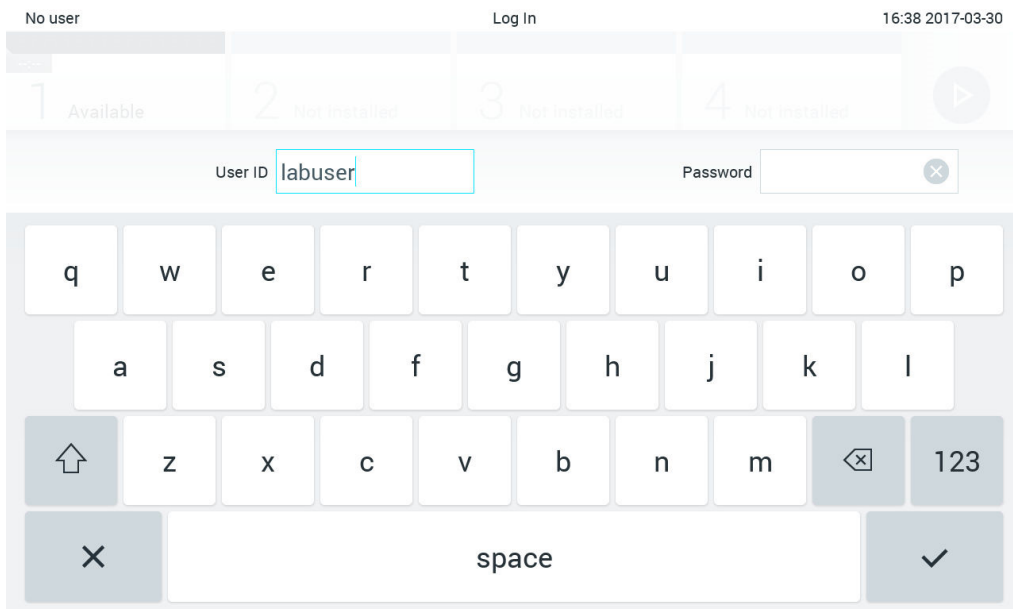 No user Log In 16:38 2017-03-30
1 Available 2 Not installed 3 Not installed 4 Not installed
User ID labuser Password
q w e r t y u i o p
a s d f g h j k l
z x c v b n m 123
space